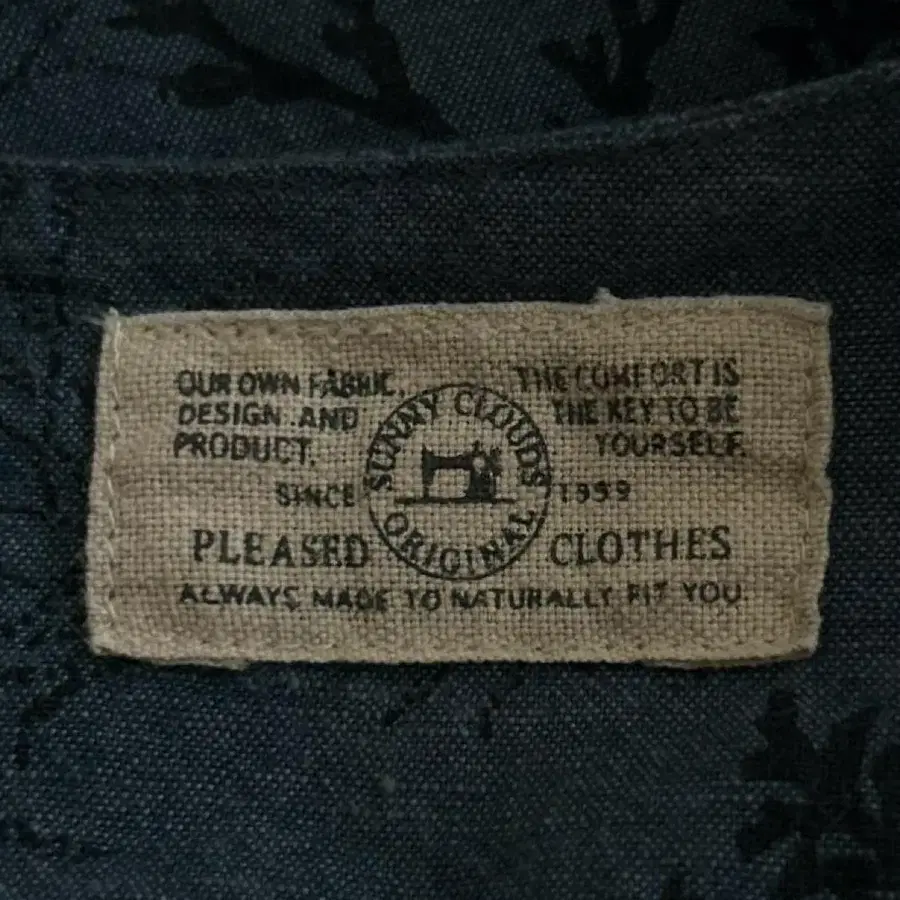 OUR OWN FABRIC,
DESIGN AND
PRODUCT.
THE COMFORT IS
THE KEY TO BE
YOURSELF.
SUNNY CLOUDS
ORIGINAL
SINCE 1999
PLEASED CLOTHES
ALWAYS MADE TO NATURALLY FIT YOU.